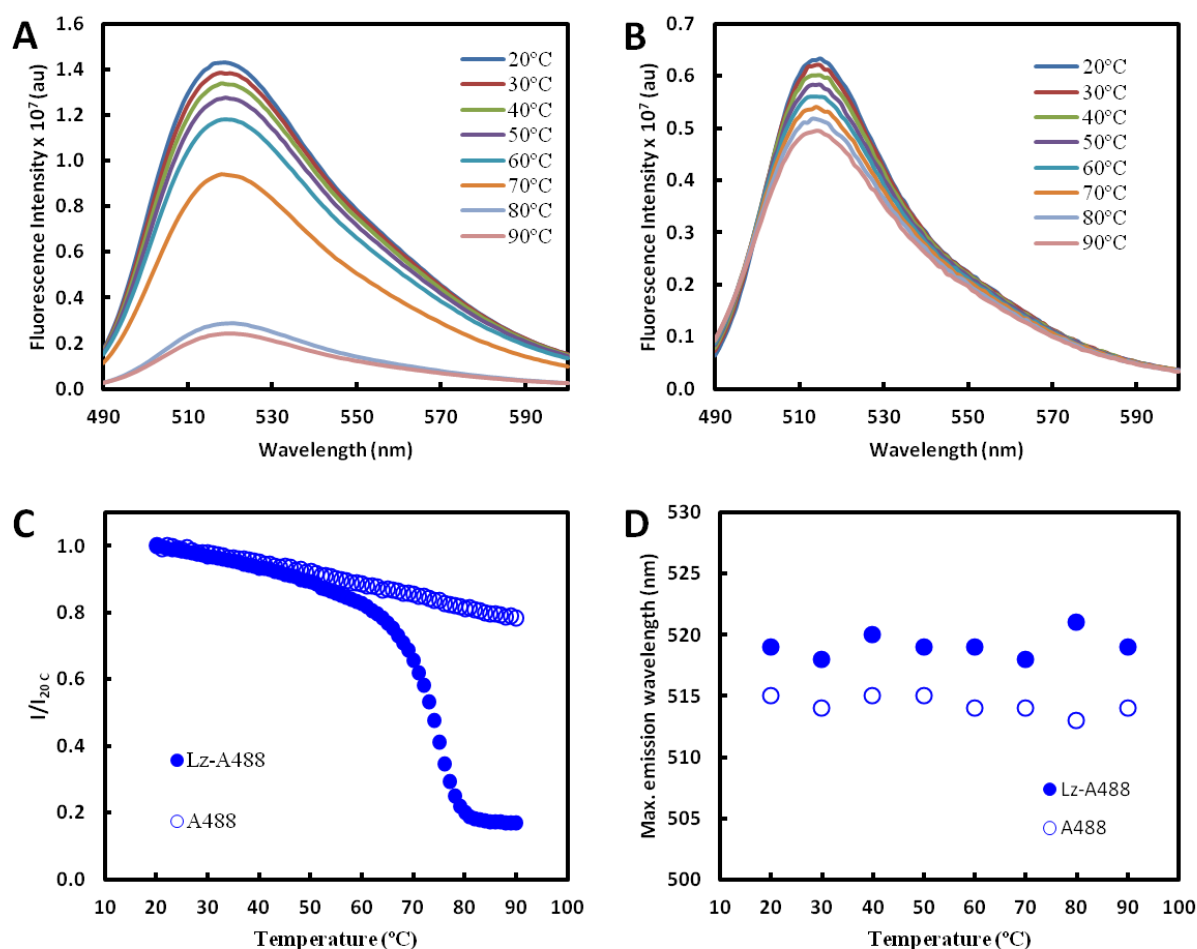 A
Fluorescence Intensity x 10⁷ (au)
1.6
1.4
1.2
1.0
0.8
0.6
0.4
0.2
0.0
20°C
30°C
40°C
50°C
60°C
70°C
80°C
90°C
490 510 530 550 570 590
Wavelength (nm)
B
Fluorescence Intensity x 10⁷ (au)
0.7
0.6
0.5
0.4
0.3
0.2
0.1
0.0
20°C
30°C
40°C
50°C
60°C
70°C
80°C
90°C
490 510 530 550 570 590
Wavelength (nm)
C
I/I20 C
1.0
0.8
0.6
0.4
0.2
0.0
Lz-A488
A488
10 20 30 40 50 60 70 80 90 100
Temperature (ºC)
D
Max. emission wavelength (nm)
530
525
520
515
510
505
500
Lz-A488
A488
10 20 30 40 50 60 70 80 90 100
Temperature (ºC)